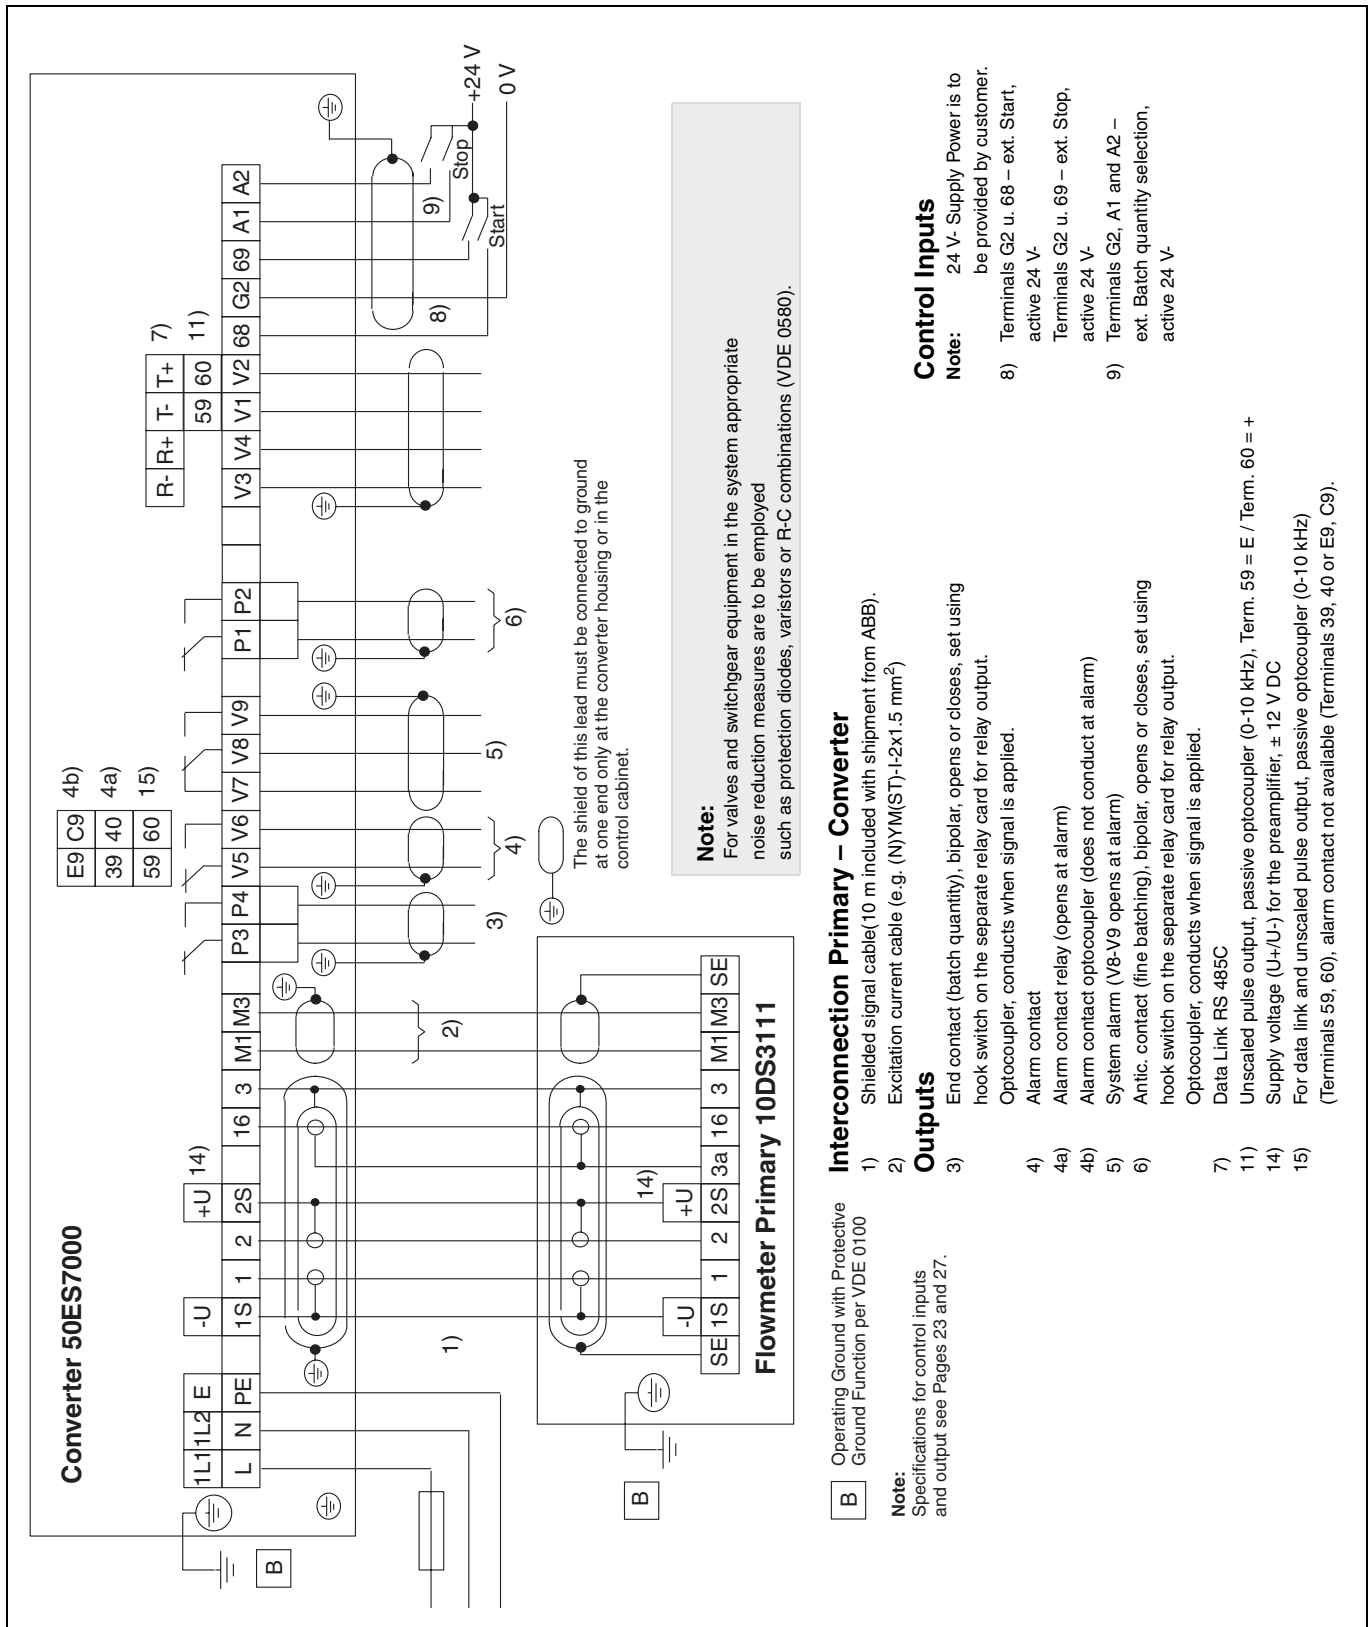 Converter 50ES7000
1L1 1L2 E
L N PE
-U
+U
14)
1S 1 2 2S 16 3 M1 M3
P3 P4 V5 V6 V7 V8 V9 P1 P2
V3 V4 V1 V2 68 G2 69 A1 A2
E9 C9 4b)
39 40 4a)
59 60 15)
R- R+ T- T+ 7)
59 60 11)
1)
2)
3)
4)
5)
6)
8)
9)
Start
Stop
+24 V
0 V
B
The shield of this lead must be connected to ground
at one end only at the converter housing or in the
control cabinet.
-U
+U
14)
SE 1S 1 2 2S 3a 16 3 M1 M3 SE
Flowmeter Primary 10DS3111
B
Note:
For valves and switchgear equipment in the system appropriate
noise reduction measures are to be employed
such as protection diodes, varistors or R-C combinations (VDE 0580).
B
Operating Ground with Protective
Ground Function per VDE 0100
Note:
Specifications for control inputs
and output see Pages 23 and 27.
Interconnection Primary – Converter
1) Shielded signal cable(10 m included with shipment from ABB).
2) Excitation current cable (e.g. (N)YM(ST)-I-2x1.5 mm2)
Outputs
3) End contact (batch quantity), bipolar, opens or closes, set using
hook switch on the separate relay card for relay output.
Optocoupler, conducts when signal is applied.
4) Alarm contact
4a) Alarm contact relay (opens at alarm)
4b) Alarm contact optocoupler (does not conduct at alarm)
5) System alarm (V8-V9 opens at alarm)
6) Antic. contact (fine batching), bipolar, opens or closes, set using
hook switch on the separate relay card for relay output.
Optocoupler, conducts when signal is applied.
7) Data Link RS 485C
11) Unscaled pulse output, passive optocoupler (0-10 kHz), Term. 59 = E / Term. 60 = +
14) Supply voltage (U+/U-) for the preamplifier, ± 12 V DC
15) For data link and unscaled pulse output, passive optocoupler (0-10 kHz)
(Terminals 59, 60), alarm contact not available (Terminals 39, 40 or E9, C9).
Control Inputs
Note: 24 V- Supply Power is to
be provided by customer.
8) Terminals G2 u. 68 – ext. Start,
active 24 V-
Terminals G2 u. 69 – ext. Stop,
active 24 V-
9) Terminals G2, A1 and A2 –
ext. Batch quantity selection,
active 24 V-